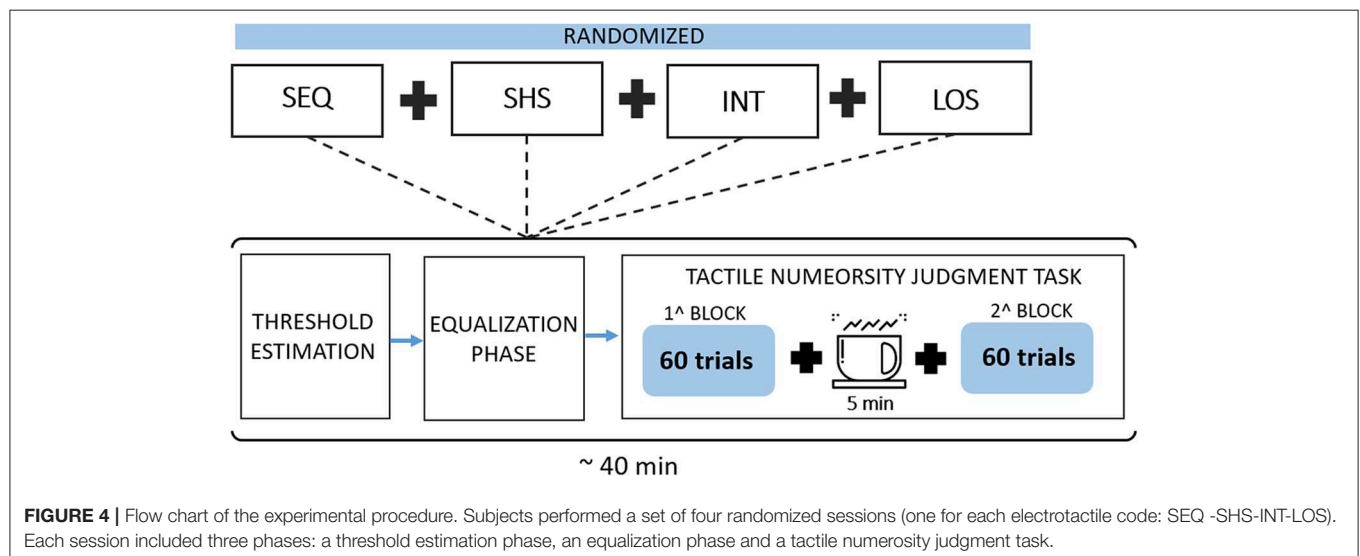 RANDOMIZED
SEQ
SHS
INT
LOS
THRESHOLD
ESTIMATION
EQUALIZATION
PHASE
TACTILE NUMEORSITY JUDGMENT TASK
1^ BLOCK
60 trials
5 min
2^ BLOCK
60 trials
~ 40 min
FIGURE 4 | Flow chart of the experimental procedure. Subjects performed a set of four randomized sessions (one for each electrotactile code: SEQ -SHS-INT-LOS).
Each session included three phases: a threshold estimation phase, an equalization phase and a tactile numerosity judgment task.